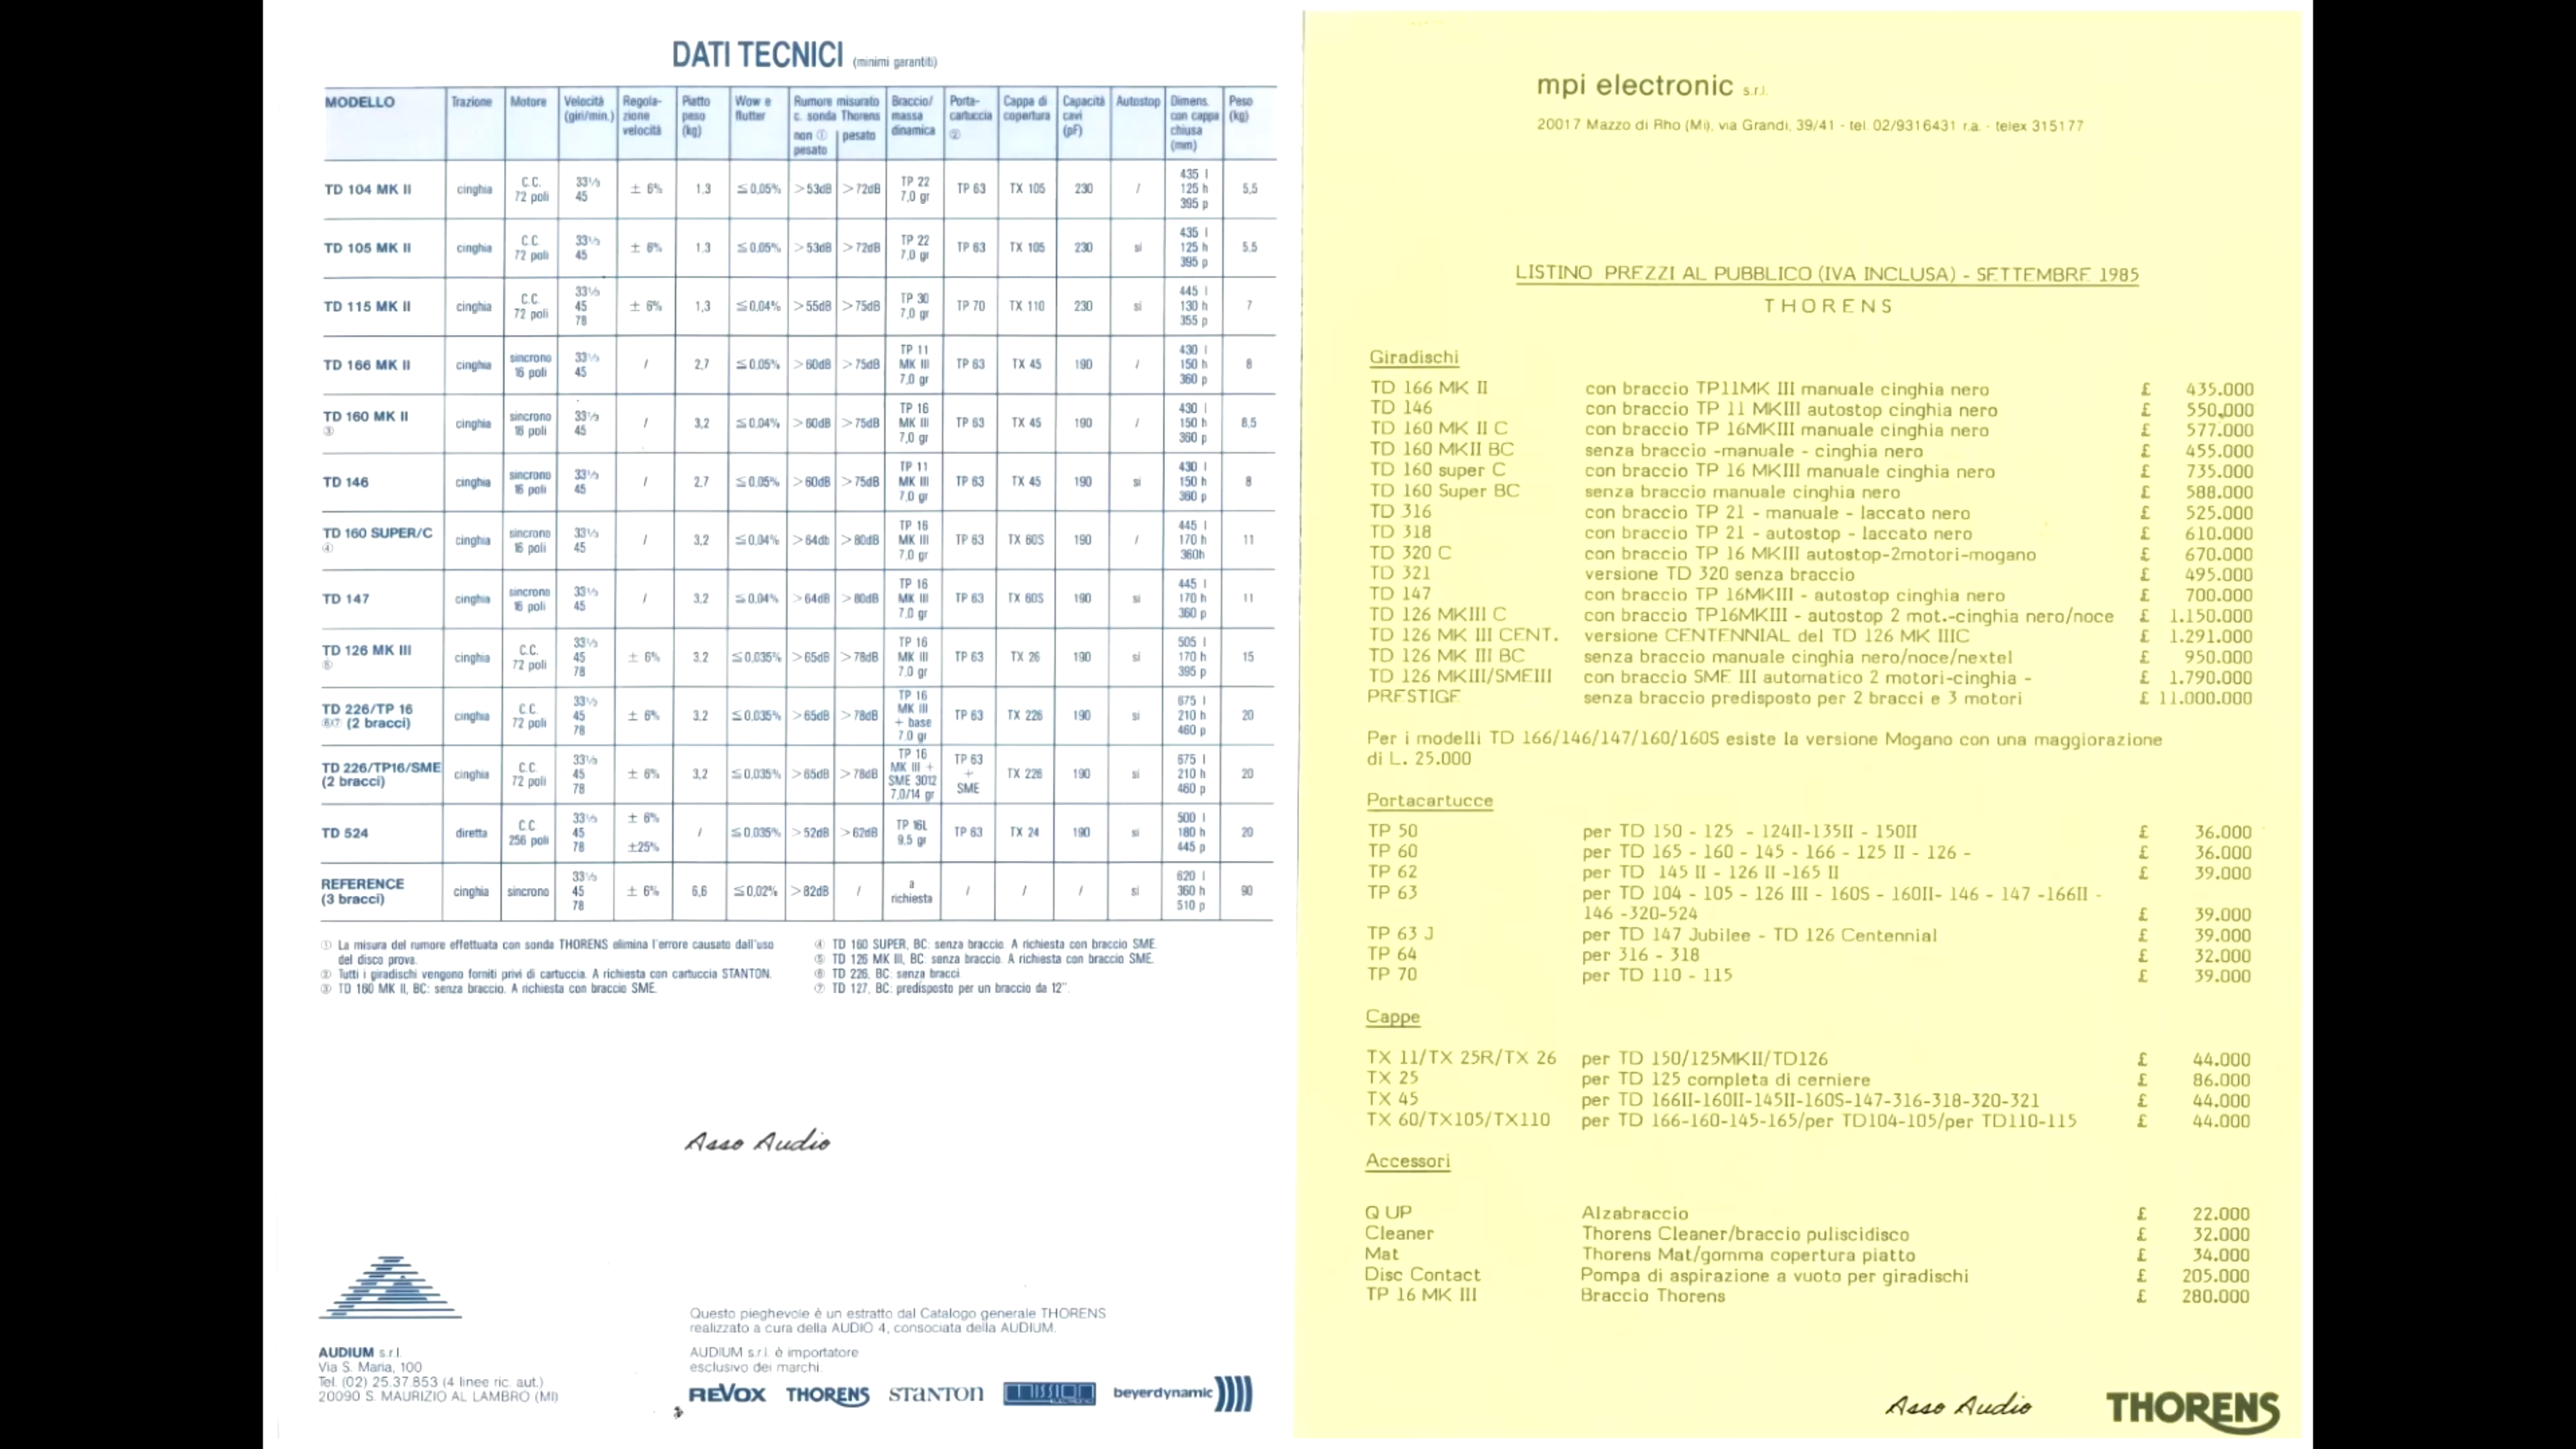 DATI TECNICI (minimi garantiti)
MODELLO Trazione Motore Velocità (giri/min.) Regola-zione velocità Piatto peso (kg) Wow e flutter Rumore misurato c. sonda Thorens non ① pesato | pesato Braccio/ massa dinamica Porta-cartuccia ② Cappa di copertura Capacità cavi (pF) Autostop Dimens. con cappa chiusa (mm) Peso (kg)
TD 104 MK II cinghia C.C. 72 poli 33⅓ 45 ± 6% 1,3 ≤0,05% >53dB >72dB TP 22 7,0 gr TP 63 TX 105 230 / 435 l 125 h 395 p 5,5
TD 105 MK II cinghia C.C 72 poli 33⅓ 45 ± 6% 1,3 ≤0,05% >53dB >72dB TP 22 7,0 gr TP 63 TX 105 230 si 435 l 125 h 395 p 5,5
TD 115 MK II cinghia C.C. 72 poli 33⅓ 45 78 ± 6% 1,3 ≤0,04% >55dB >75dB TP 30 7,0 gr TP 70 TX 110 230 si 445 l 130 h 355 p 7
TD 166 MK II cinghia sincrono 16 poli 33⅓ 45 / 2,7 ≤0,05% >60dB >75dB TP 11 MK III 7,0 gr TP 63 TX 45 190 / 430 l 150 h 360 p 8
TD 160 MK II ③ cinghia sincrono 16 poli 33⅓ 45 / 3,2 ≤0,04% >60dB >75dB TP 16 MK III 7,0 gr TP 63 TX 45 190 / 430 l 150 h 360 p 8,5
TD 146 cinghia sincrono 16 poli 33⅓ 45 / 2,7 ≤0,05% >60dB >75dB TP 11 MK III 7,0 gr TP 63 TX 45 190 si 430 l 150 h 360 p 8
TD 160 SUPER/C ④ cinghia sincrono 16 poli 33⅓ 45 / 3,2 ≤0,04% >64db >80dB TP 16 MK III 7,0 gr TP 63 TX 60S 190 / 445 l 170 h 360h 11
TD 147 cinghia sincrono 16 poli 33⅓ 45 / 3,2 ≤0,04% >64dB >80dB TP 16 MK III 7,0 gr TP 63 TX 60S 190 si 445 l 170 h 360 p 11
TD 126 MK III ⑤ cinghia C.C. 72 poli 33⅓ 45 78 ± 6% 3,2 ≤0,035% >65dB >78dB TP 16 MK III 7,0 gr TP 63 TX 26 190 si 505 l 170 h 395 p 15
TD 226/TP 16 ⑥⑦ (2 bracci) cinghia C.C. 72 poli 33⅓ 45 78 ± 6% 3,2 ≤0,035% >65dB >78dB TP 16 MK III + base 7,0 gr TP 63 TX 226 190 si 675 l 210 h 460 p 20
TD 226/TP16/SME (2 bracci) cinghia C.C. 72 poli 33⅓ 45 78 ± 6% 3,2 ≤0,035% >65dB >78dB TP 16 MK III + SME 3012 7,0/14 gr TP 63 + SME TX 226 190 si 675 l 210 h 460 p 20
TD 524 diretta C.C 256 poli 33⅓ 45 78 ± 6% ±25% / ≤0,035% >52dB >62dB TP 16L 9,5 gr TP 63 TX 24 190 si 500 l 180 h 445 p 20
REFERENCE (3 bracci) cinghia sincrono 33⅓ 45 78 ± 6% 6,6 ≤0,02% >82dB / a richiesta / / / si 620 l 360 h 510 p 90
① La misura del rumore effettuata con sonda THORENS elimina l'errore causato dall'uso
del disco prova.
② Tutti i giradischi vengono forniti privi di cartuccia. A richiesta con cartuccia STANTON.
③ TD 160 MK II, BC: senza braccio. A richiesta con braccio SME.
④ TD 160 SUPER, BC: senza braccio. A richiesta con braccio SME.
⑤ TD 126 MK III, BC: senza braccio. A richiesta con braccio SME.
⑥ TD 226, BC: senza bracci
⑦ TD 127, BC: predisposto per un braccio da 12".
Asso Audio
AUDIUM s.r.l.
Via S. Maria, 100
Tel. (02) 25.37.853 (4 linee ric. aut.)
20090 S. MAURIZIO AL LAMBRO (MI)
Questo pieghevole è un estratto dal Catalogo generale THORENS
realizzato a cura della AUDIO 4, consociata della AUDIUM.
AUDIUM s.r.l. è importatore
esclusivo dei marchi:
REVOX THORENS STANTON MISSION ELECTRONICS beyerdynamic
mpi electronic s.r.l.
20017 Mazzo di Rho (Mi), via Grandi, 39/41 - tel. 02/9316431 r.a. - telex 315177
LISTINO PREZZI AL PUBBLICO (IVA INCLUSA) - SETTEMBRE 1985
THORENS
Giradischi
TD 166 MK II con braccio TP11MK III manuale cinghia nero £ 435.000
TD 146 con braccio TP 11 MKIII autostop cinghia nero £ 550,000
TD 160 MK II C con braccio TP 16MKIII manuale cinghia nero £ 577.000
TD 160 MKII BC senza braccio -manuale - cinghia nero £ 455.000
TD 160 super C con braccio TP 16 MKIII manuale cinghia nero £ 735.000
TD 160 Super BC senza braccio manuale cinghia nero £ 588.000
TD 316 con braccio TP 21 - manuale - laccato nero £ 525.000
TD 318 con braccio TP 21 - autostop - laccato nero £ 610.000
TD 320 C con braccio TP 16 MKIII autostop-2motori-mogano £ 670.000
TD 321 versione TD 320 senza braccio £ 495.000
TD 147 con braccio TP 16MKIII - autostop cinghia nero £ 700.000
TD 126 MKIII C con braccio TP16MKIII - autostop 2 mot.-cinghia nero/noce £ 1.150.000
TD 126 MK III CENT. versione CENTENNIAL del TD 126 MK IIIC £ 1.291.000
TD 126 MK III BC senza braccio manuale cinghia nero/noce/nextel £ 950.000
TD 126 MKIII/SMEIII con braccio SME III automatico 2 motori-cinghia - £ 1.790.000
PRESTIGE senza braccio predisposto per 2 bracci e 3 motori £ 11.000.000
Per i modelli TD 166/146/147/160/160S esiste la versione Mogano con una maggiorazione
di L. 25.000
Portacartucce
TP 50 per TD 150 - 125 - 124II-135II - 150II £ 36.000
TP 60 per TD 165 - 160 - 145 - 166 - 125 II - 126 - £ 36.000
TP 62 per TD 145 II - 126 II -165 II £ 39.000
TP 63 per TD 104 - 105 - 126 III - 160S - 160II- 146 - 147 -166II -
146 -320-524 £ 39.000
TP 63 J per TD 147 Jubilee - TD 126 Centennial £ 39.000
TP 64 per 316 - 318 £ 32.000
TP 70 per TD 110 - 115 £ 39.000
Cappe
TX 11/TX 25R/TX 26 per TD 150/125MKII/TD126 £ 44.000
TX 25 per TD 125 completa di cerniere £ 86.000
TX 45 per TD 166II-160II-145II-160S-147-316-318-320-321 £ 44.000
TX 60/TX105/TX110 per TD 166-160-145-165/per TD104-105/per TD110-115 £ 44.000
Accessori
Q UP Alzabraccio £ 22.000
Cleaner Thorens Cleaner/braccio puliscidisco £ 32.000
Mat Thorens Mat/gomma copertura piatto £ 34.000
Disc Contact Pompa di aspirazione a vuoto per giradischi £ 205.000
TP 16 MK III Braccio Thorens £ 280.000
Asso Audio
THORENS